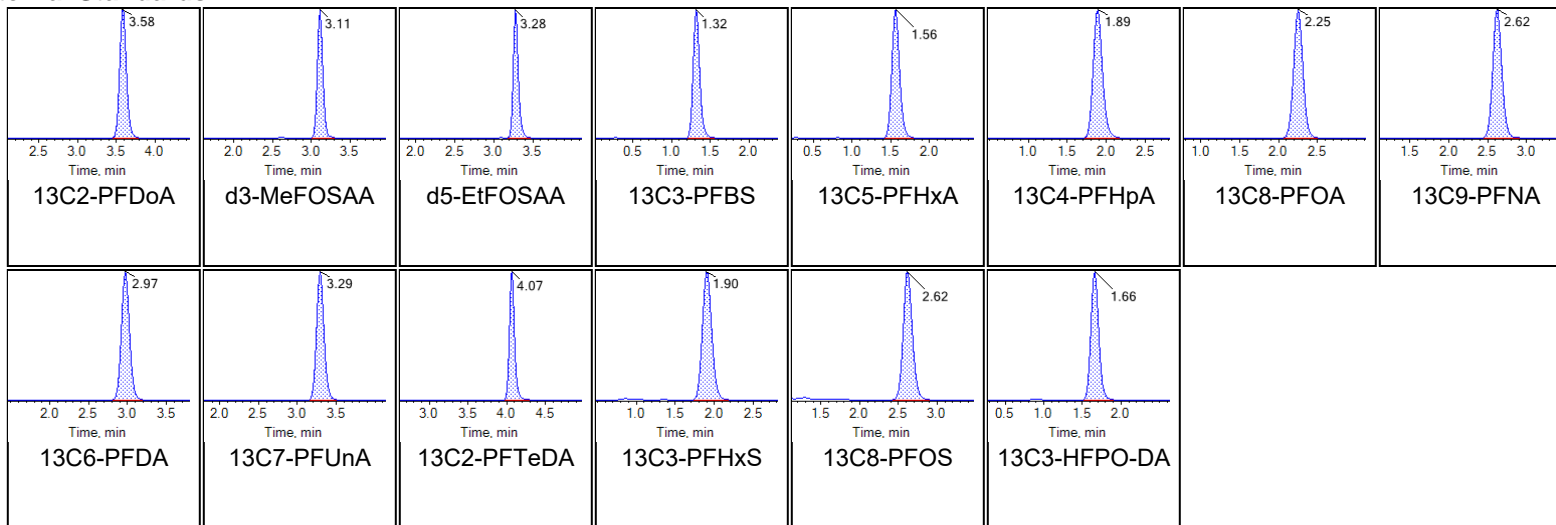 3.58 3.11 3.28 1.32 1.56 1.89 2.25 2.62
2.5 3.0 3.5 4.0 2.0 2.5 3.0 3.5 2.0 2.5 3.0 3.5 0.5 1.0 1.5 2.0 0.5 1.0 1.5 2.0 1.0 1.5 2.0 2.5 1.0 1.5 2.0 2.5 1.5 2.0 2.5 3.0
Time, min Time, min Time, min Time, min Time, min Time, min Time, min Time, min
13C2-PFDoA d3-MeFOSAA d5-EtFOSAA 13C3-PFBS 13C5-PFHxA 13C4-PFHpA 13C8-PFOA 13C9-PFNA
2.97 3.29 4.07 1.90 2.62 1.66
2.0 2.5 3.0 3.5 2.0 2.5 3.0 3.5 3.0 3.5 4.0 4.5 1.0 1.5 2.0 2.5 1.5 2.0 2.5 3.0 0.5 1.0 1.5 2.0
Time, min Time, min Time, min Time, min Time, min Time, min
13C6-PFDA 13C7-PFUnA 13C2-PFTeDA 13C3-PFHxS 13C8-PFOS 13C3-HFPO-DA